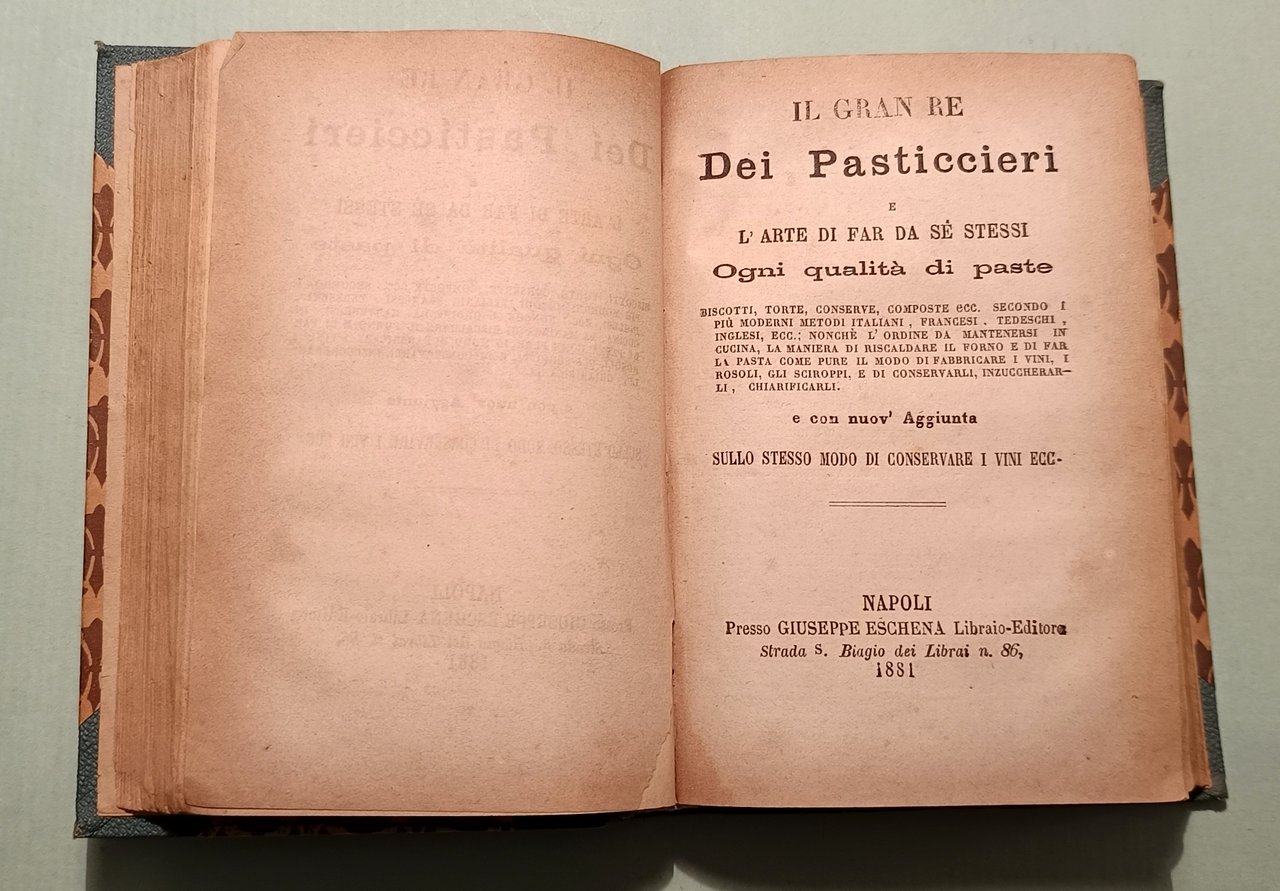 IL GRAN RE
Dei Pasticcieri
E
L' ARTE DI FAR DA SÉ STESSI
Ogni qualità di paste
BISCOTTI, TORTE, CONSERVE, COMPOSTE ecc. SECONDO I
PIÙ MODERNI METODI ITALIANI, FRANCESI, TEDESCHI,
INGLESI, ECC.; NONCHÈ L' ORDINE DA MANTENERSI IN
CUCINA, LA MANIERA DI RISCALDARE IL FORNO E DI FAR
LA PASTA COME PURE IL MODO DI FABBRICARE I VINI, I
ROSOLI, GLI SCIROPPI, E DI CONSERVARLI, INZUCCHERAR-
LI, CHIARIFICARLI.
e con nuov' Aggiunta
SULLO STESSO MODO DI CONSERVARE I VINI ECC-
NAPOLI
Presso GIUSEPPE ESCHENA Libraio-Editore
Strada S. Biagio dei Librai n. 86,
1881